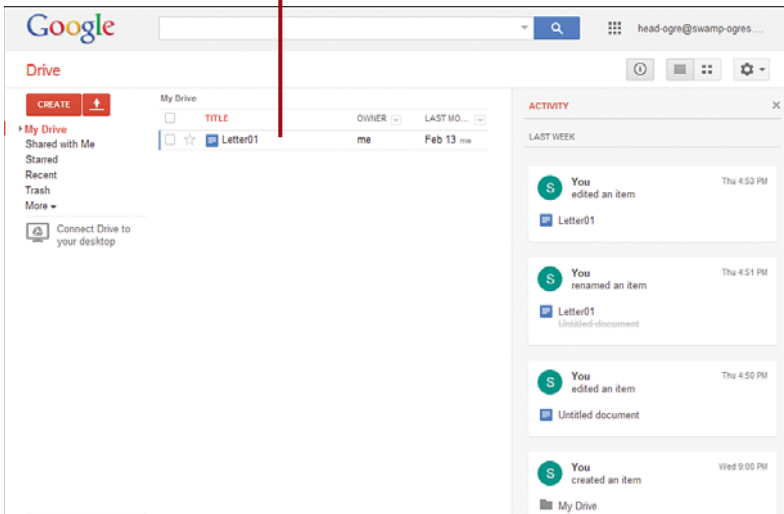 Google
head-ogre@swamp-ogres....
Drive
CREATE
My Drive
Shared with Me
Starred
Recent
Trash
More
Connect Drive to
your desktop
My Drive
TITLE OWNER LAST MO...
Letter01 me Feb 13 me
ACTIVITY
LAST WEEK
S
You Thu 4:53 PM
edited an item
Letter01
S
You Thu 4:51 PM
renamed an item
Letter01
Untitled document
S
You Thu 4:50 PM
edited an item
Untitled document
S
You Wed 9:00 PM
created an item
My Drive